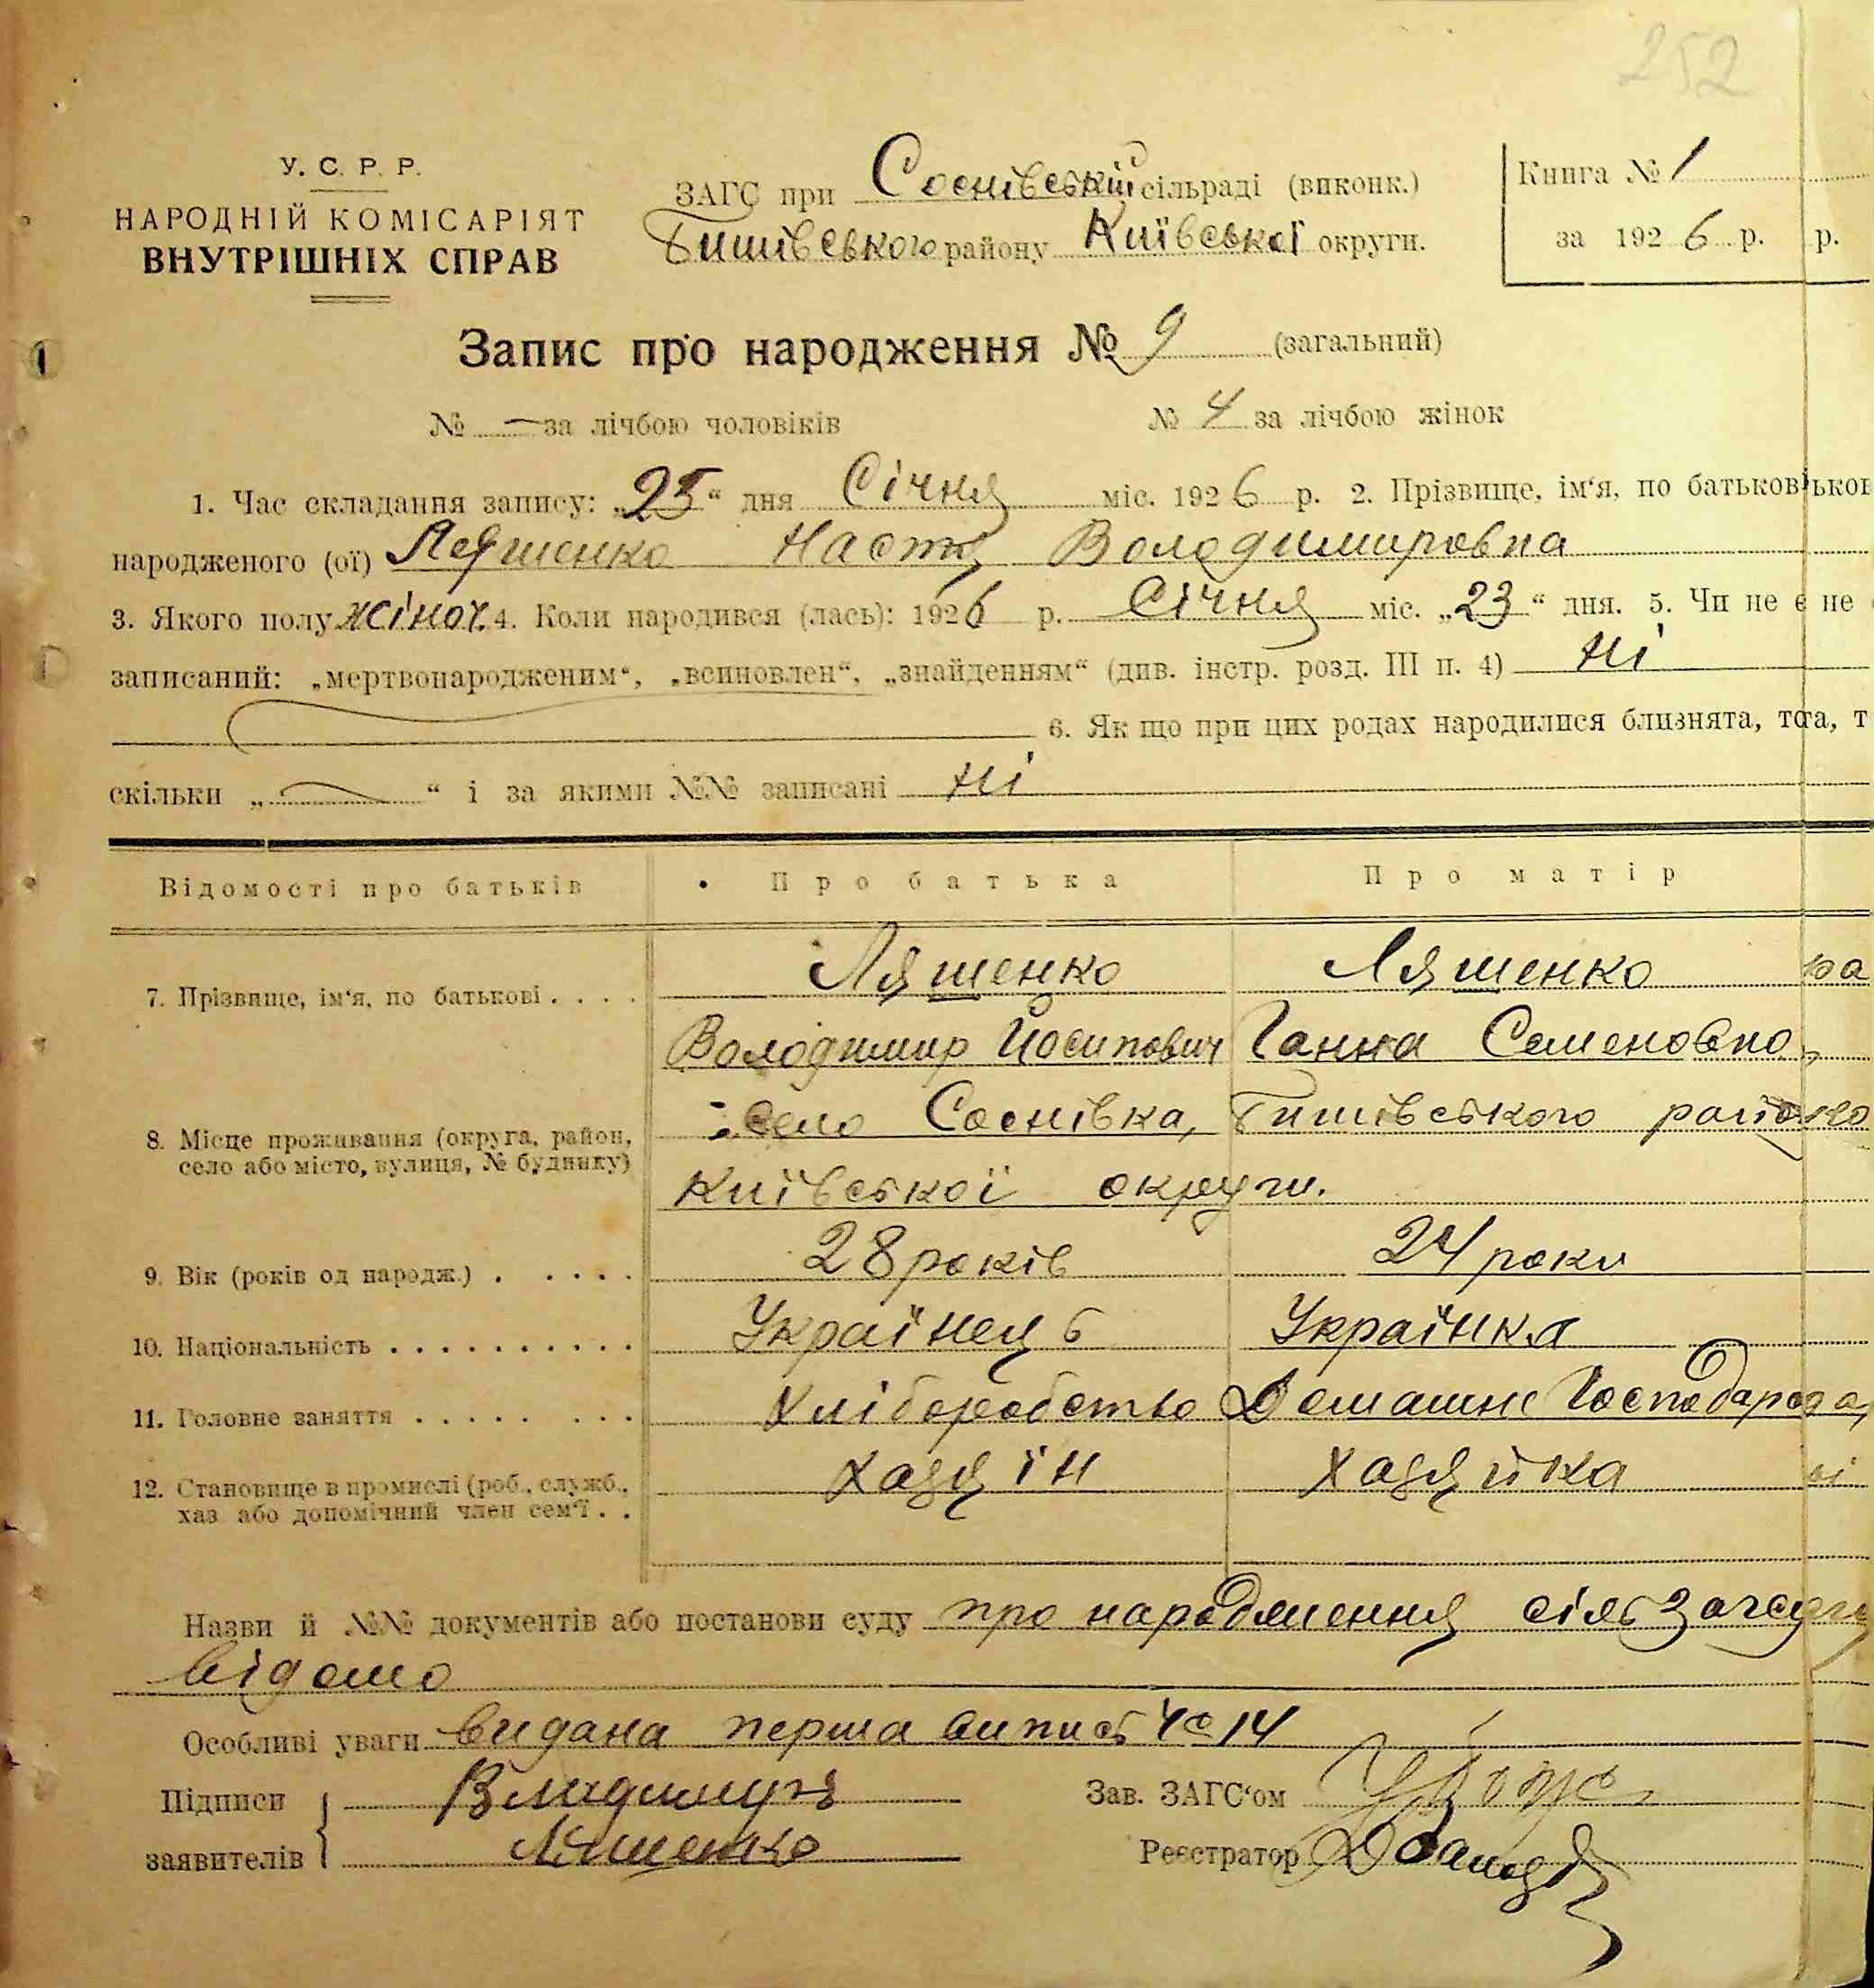 252
У. С. Р. Р.
НАРОДНІЙ КОМІСАРІЯТ
ВНУТРІШНІХ СПРАВ
ЗАГС при Соснівській сільраді (виконк.)
Бишівського району Київської округи.
Книга № 1
за 1926 р. р.
Запис про народження № 9 (загальний)
№ — за лічбою чоловіків № 4 за лічбою жінок
1. Час складання запису: „25“ дня Січня міс. 1926 р. 2. Прізвище, ім‘я, по батькові
народженого (ої) Ляшенко Настя Володимировна
3. Якого полу жіноч. 4. Коли народився (лась): 1926 р. Січня міс. „23“ дня. 5. Чи не є не
записаний: „мертвонародженим“, „всиновлен“, „знайденням“ (див. інстр. розд. III п. 4) Ні
6. Як що при цих родах народилися близнята, то та, т
скільки „—“ і за якими №№ записані Ні
Відомості про батьків Про батька Про матір
7. Прізвище, ім‘я, по батькові . . . . Ляшенко Ляшенко ра
Володимир Йосипович Ганна Семеновна
8. Місце проживання (округа, район, село Соснівка, Бишівського району
село або місто, вулиця, № будинку)
Київської округи.
9. Вік (років од народж.) . . . . . 28 років 24 роки
10. Національність . . . . . . . . . . Українець Українка
11. Головне заняття . . . . . . . . Хліборобство Домашнє Господарс
12. Становище в промислі (роб., служб., Хазяїн Хазяйка ві
хаз. або допомічний член сем‘ї . .
Назви й №№ документів або постанови суду про народження сільЗагсу
відомо
Особливі уваги видана перша випись № 14
Підписи Владимир Зав. ЗАГС‘ом
заявителів Ляшенко Реєстратор